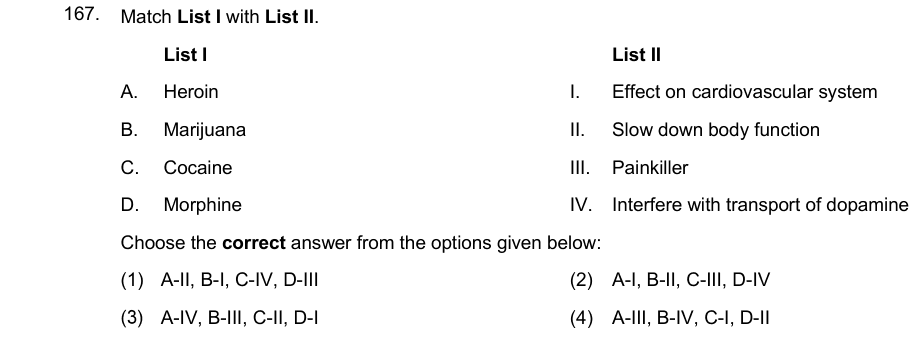 167. Match List I with List II.
List I List II
A. Heroin I. Effect on cardiovascular system
B. Marijuana II. Slow down body function
C. Cocaine III. Painkiller
D. Morphine IV. Interfere with transport of dopamine
Choose the correct answer from the options given below:
(1) A-II, B-I, C-IV, D-III (2) A-I, B-II, C-III, D-IV
(3) A-IV, B-III, C-II, D-I (4) A-III, B-IV, C-I, D-II